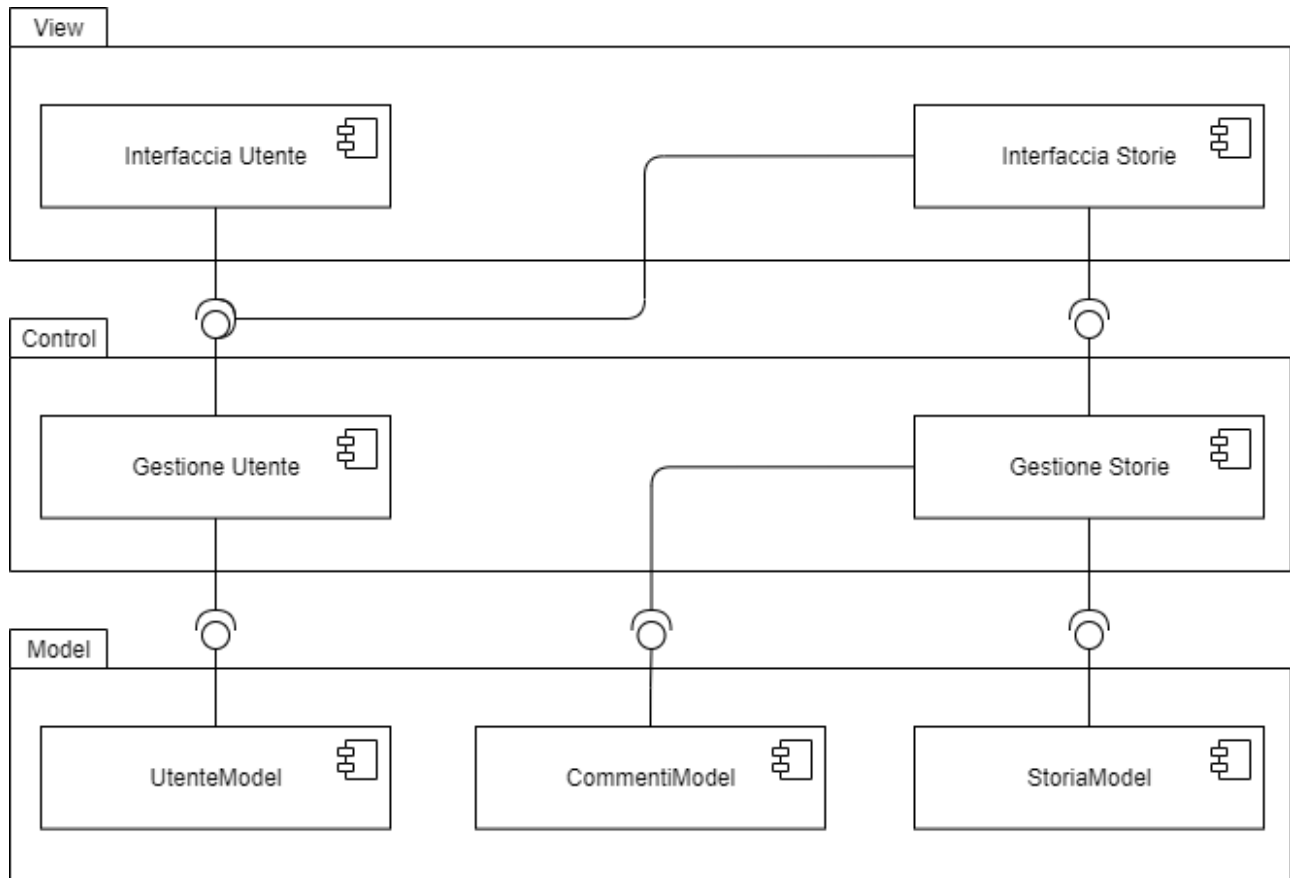 View
Interfaccia Utente
Interfaccia Storie
Control
Gestione Utente
Gestione Storie
Model
UtenteModel
CommentiModel
StoriaModel